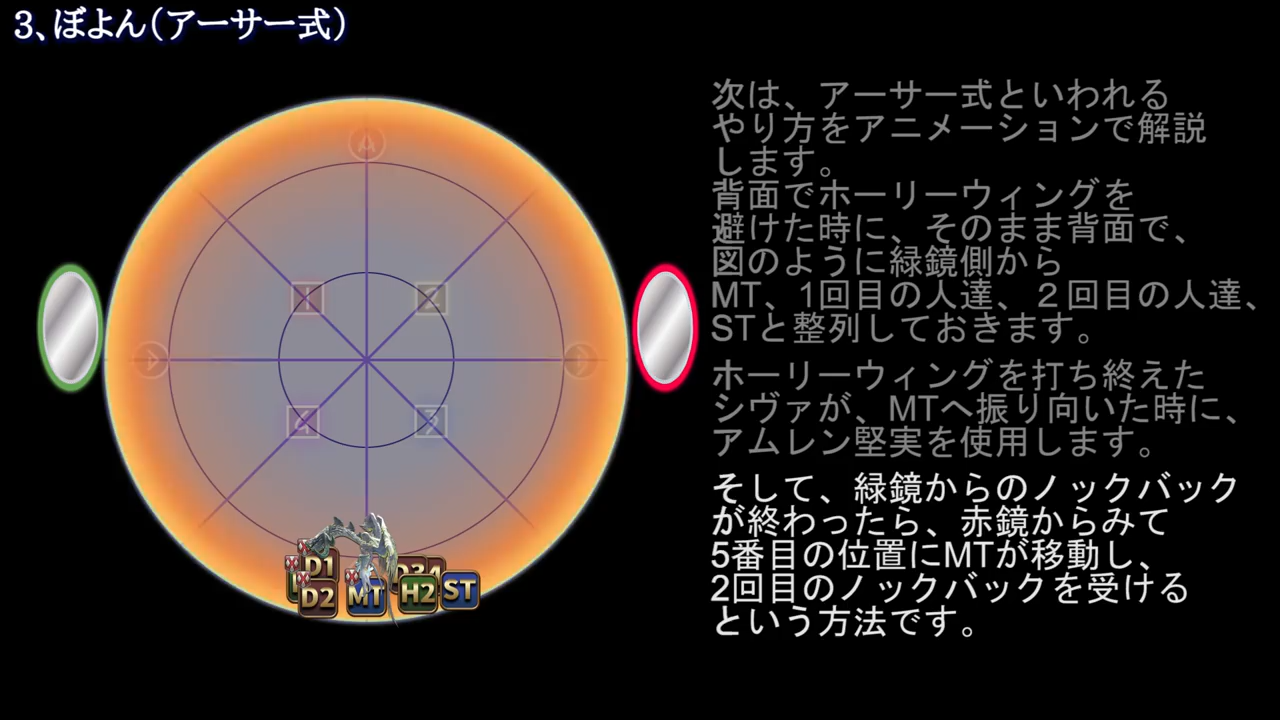 3、ぼよん（アーサー式）
次は、アーサー式といわれる
やり方をアニメーションで解説
します。
背面でホーリーウィングを
避けた時に、そのまま背面で、
図のように緑鏡側から
MT、1回目の人達、２回目の人達、
STと整列しておきます。
ホーリーウィングを打ち終えた
シヴァが、MTへ振り向いた時に、
アムレン堅実を使用します。
そして、緑鏡からのノックバック
が終わったら、赤鏡からみて
5番目の位置にMTが移動し、
2回目のノックバックを受ける
という方法です。
A
1
2
4
3
D1
D2
MT
H2
ST